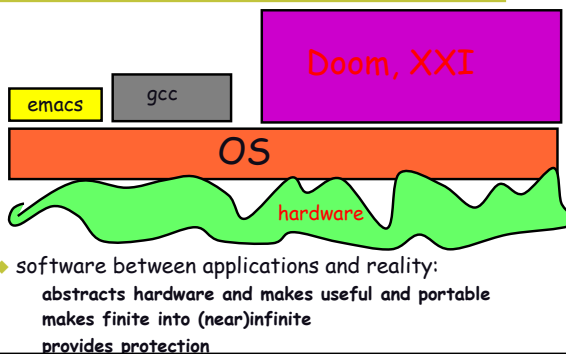 Doom, XXI
emacs
gcc
OS
hardware
software between applications and reality:
abstracts hardware and makes useful and portable
makes finite into (near)infinite
provides protection